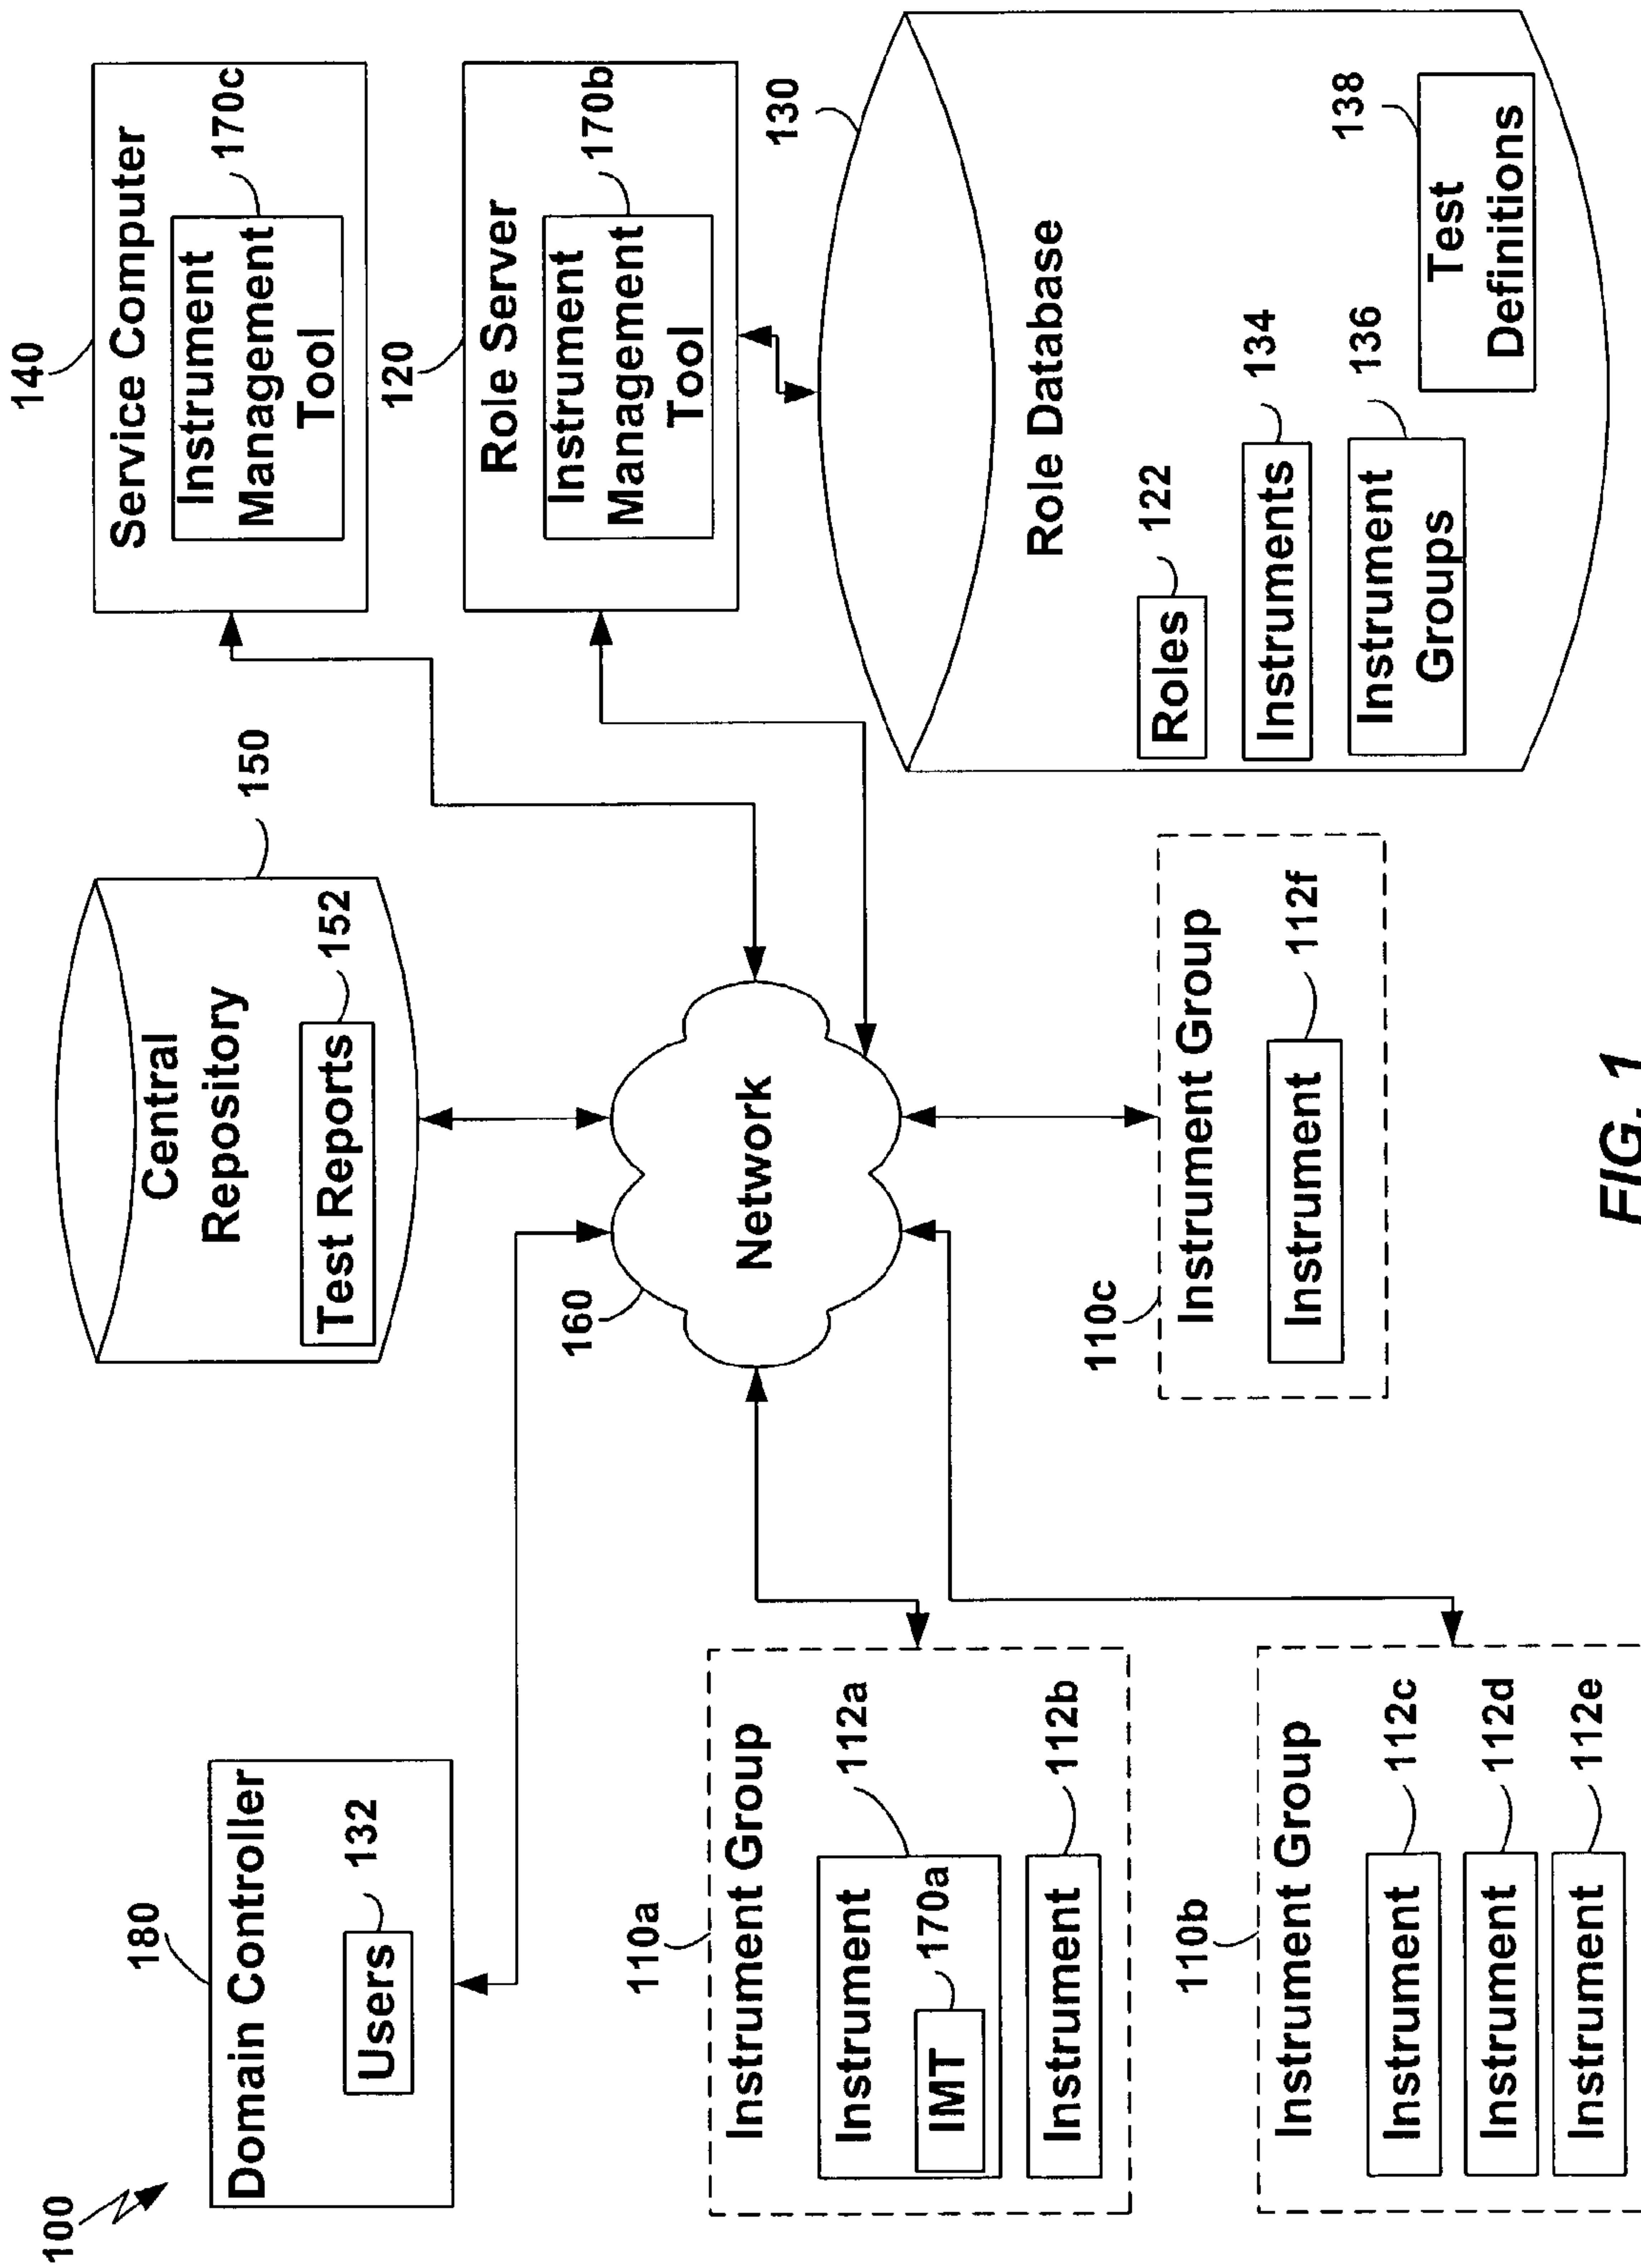 100
180
Domain Controller
Users
132
150
Central
Repository
Test Reports
152
140
Service Computer
Instrument
Management
Tool
170c
120
Role Server
Instrument
Management
Tool
170b
160
Network
110a
Instrument Group
Instrument
112a
IMT
170a
Instrument
112b
110b
Instrument Group
Instrument
112c
Instrument
112d
Instrument
112e
110c
Instrument Group
Instrument
112f
130
Role Database
Roles
122
Instruments
134
Instrument
Groups
136
Test
Definitions
138
FIG. 1